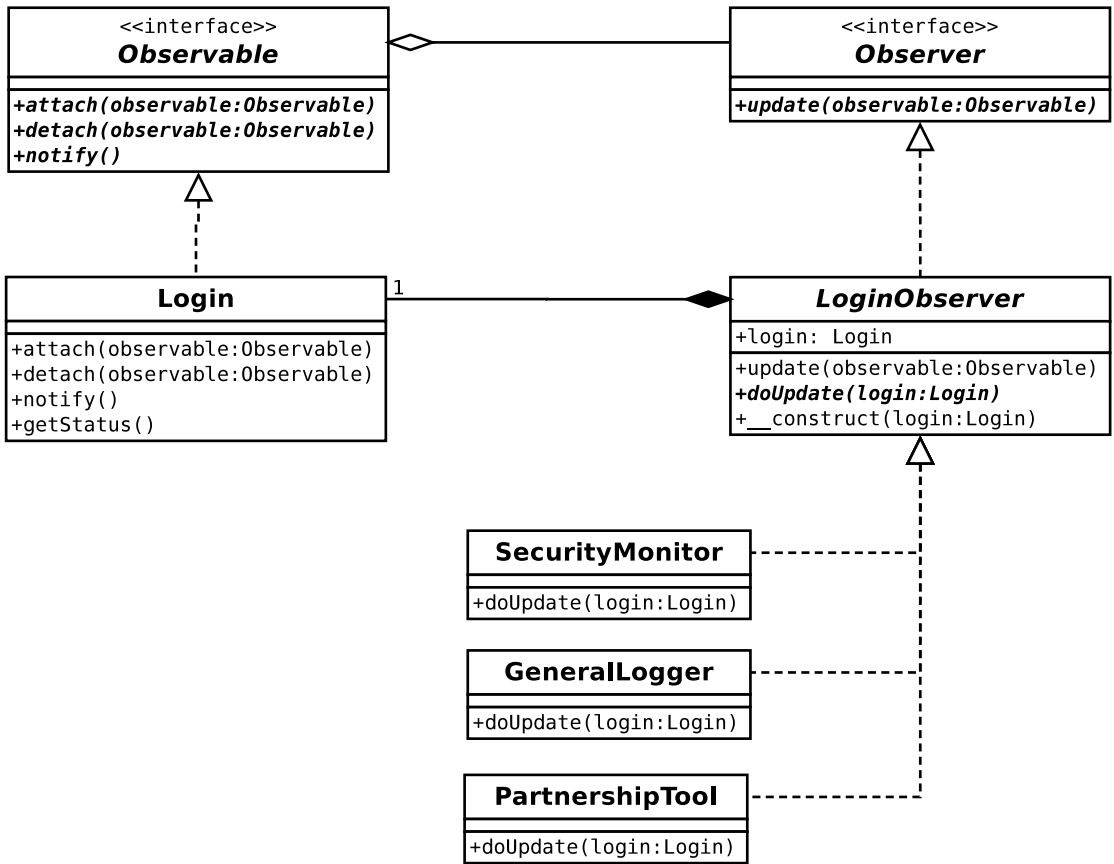 <<interface>>
Observable
+attach(observable:Observable)
+detach(observable:Observable)
+notify()
<<interface>>
Observer
+update(observable:Observable)
Login
+attach(observable:Observable)
+detach(observable:Observable)
+notify()
+getStatus()
1
LoginObserver
+login: Login
+update(observable:Observable)
+doUpdate(login:Login)
+__construct(login:Login)
SecurityMonitor
+doUpdate(login:Login)
GeneralLogger
+doUpdate(login:Login)
PartnershipTool
+doUpdate(login:Login)